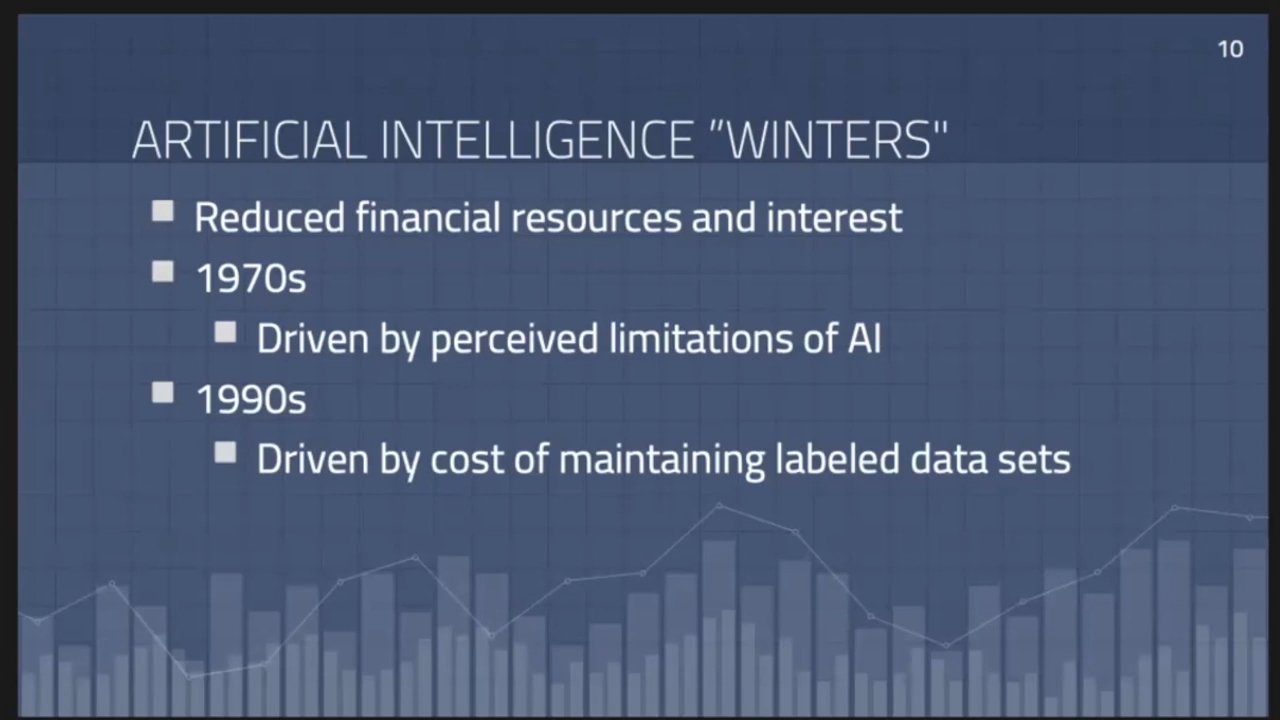 10
ARTIFICIAL INTELLIGENCE "WINTERS"
Reduced financial resources and interest
1970s
Driven by perceived limitations of AI
1990s
Driven by cost of maintaining labeled data sets